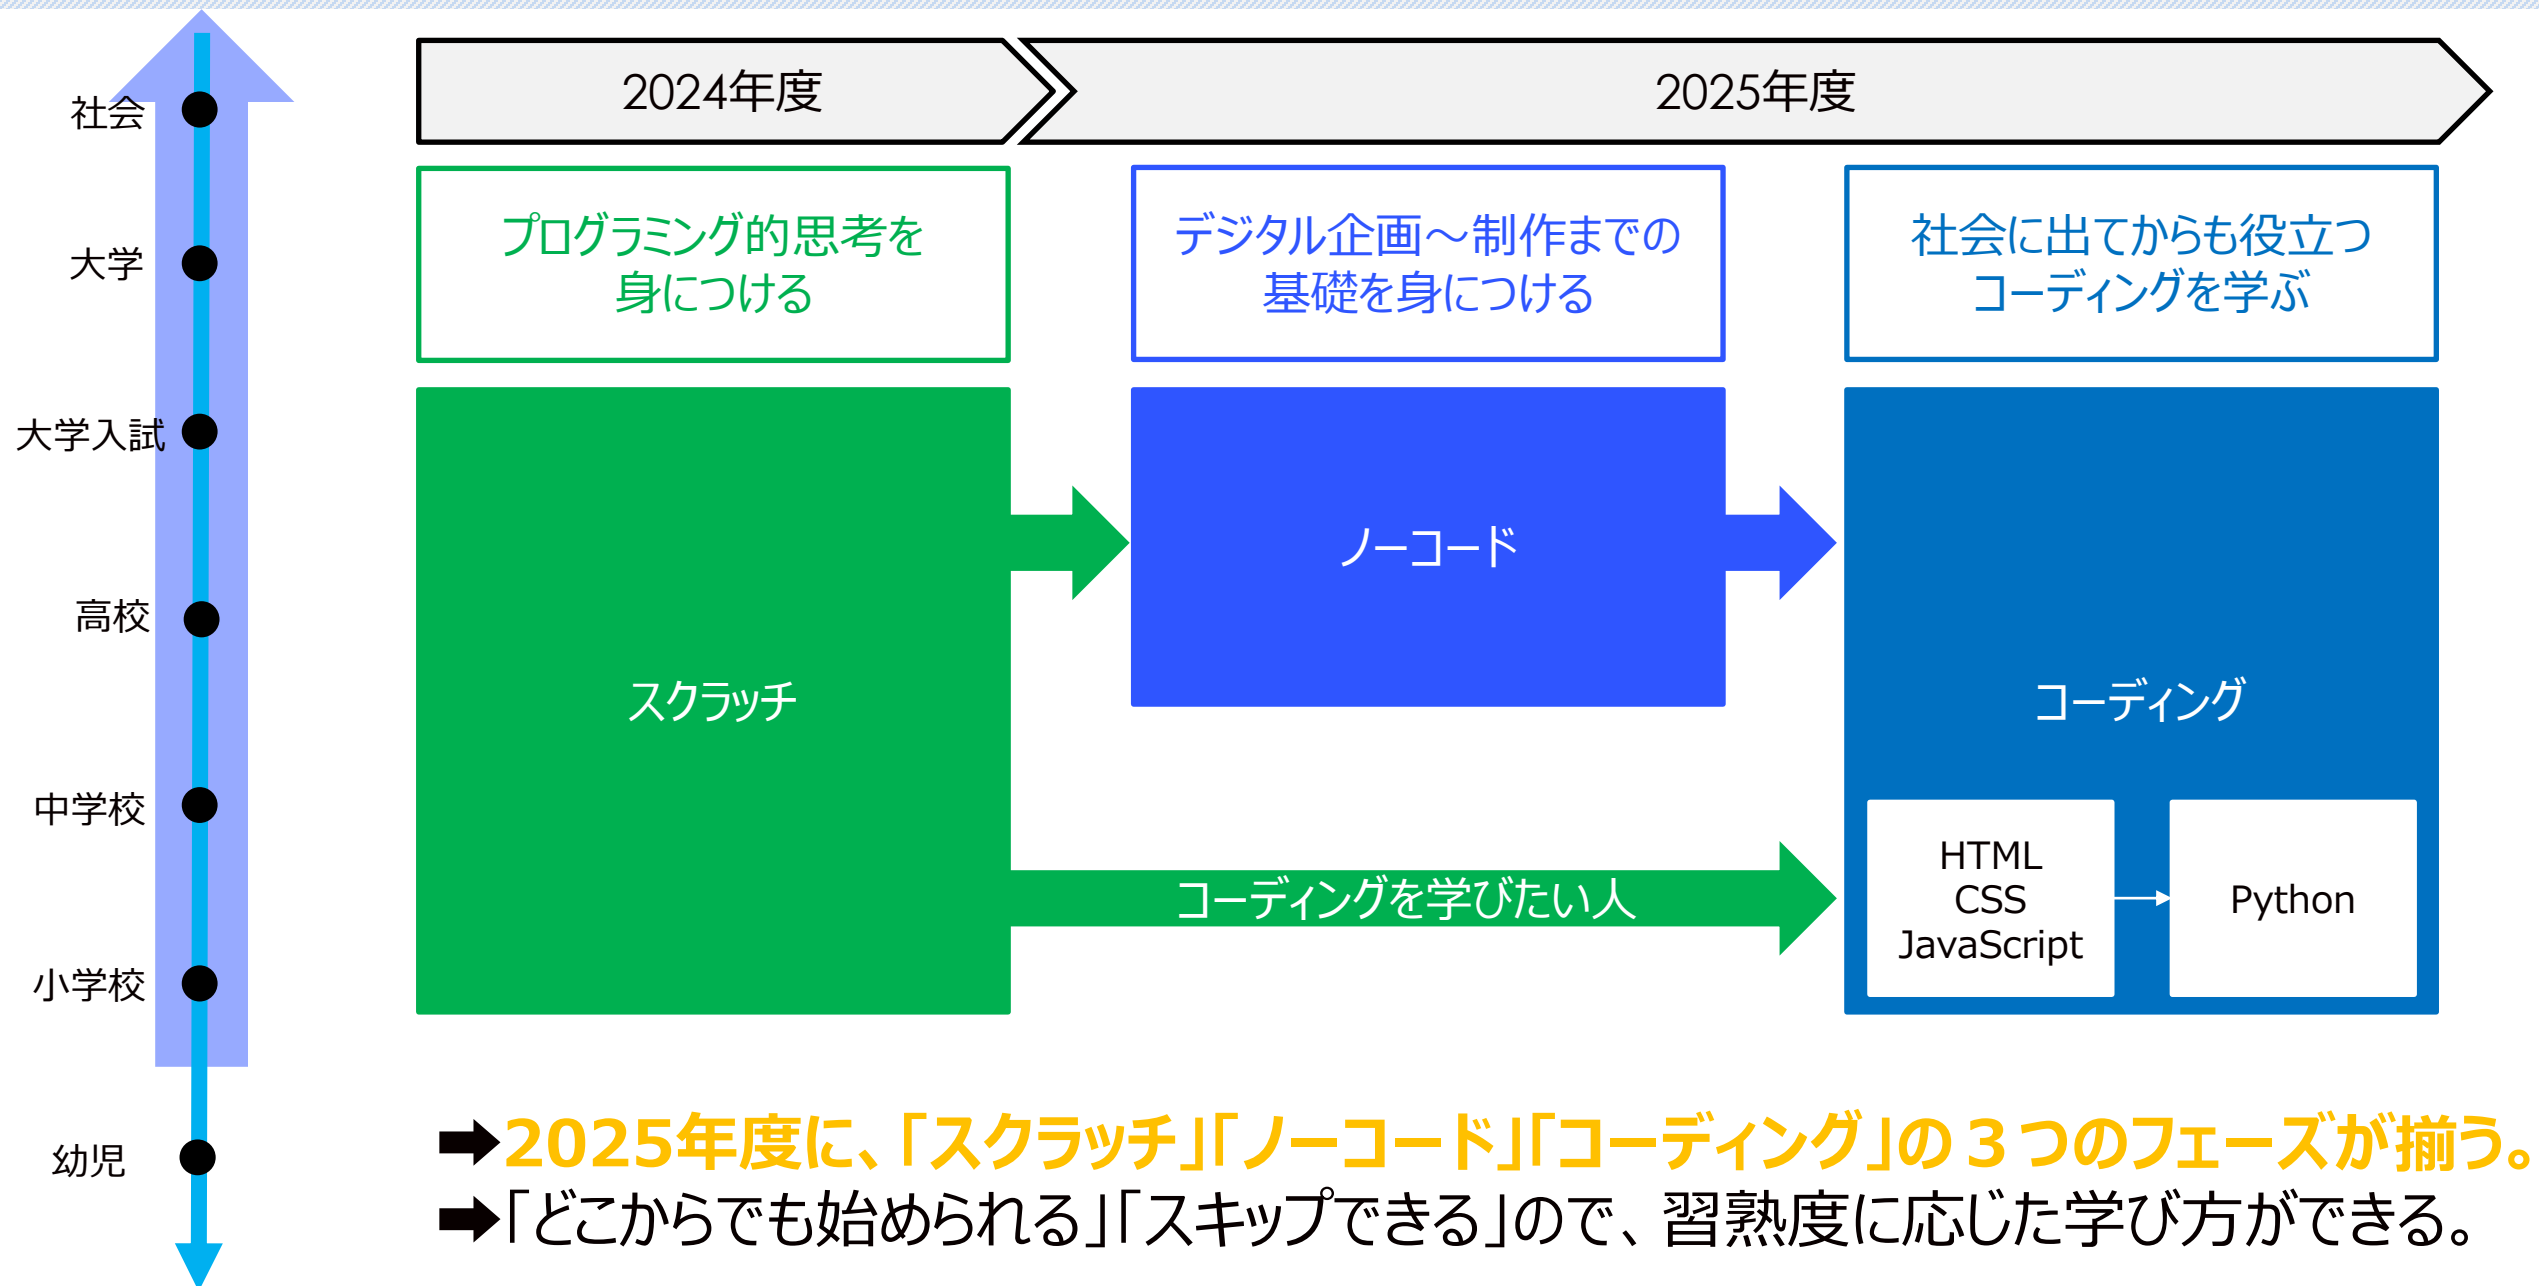 2024年度
2025年度
社会
大学
大学入試
高校
中学校
小学校
幼児
プログラミング的思考を
身につける
デジタル企画～制作までの
基礎を身につける
社会に出てからも役立つ
コーディングを学ぶ
スクラッチ
ノーコード
コーディング
コーディングを学びたい人
HTML
CSS
JavaScript
Python
➡2025年度に、「スクラッチ」「ノーコード」「コーディング」の３つのフェーズが揃う。
➡「どこからでも始められる」「スキップできる」ので、習熟度に応じた学び方ができる。